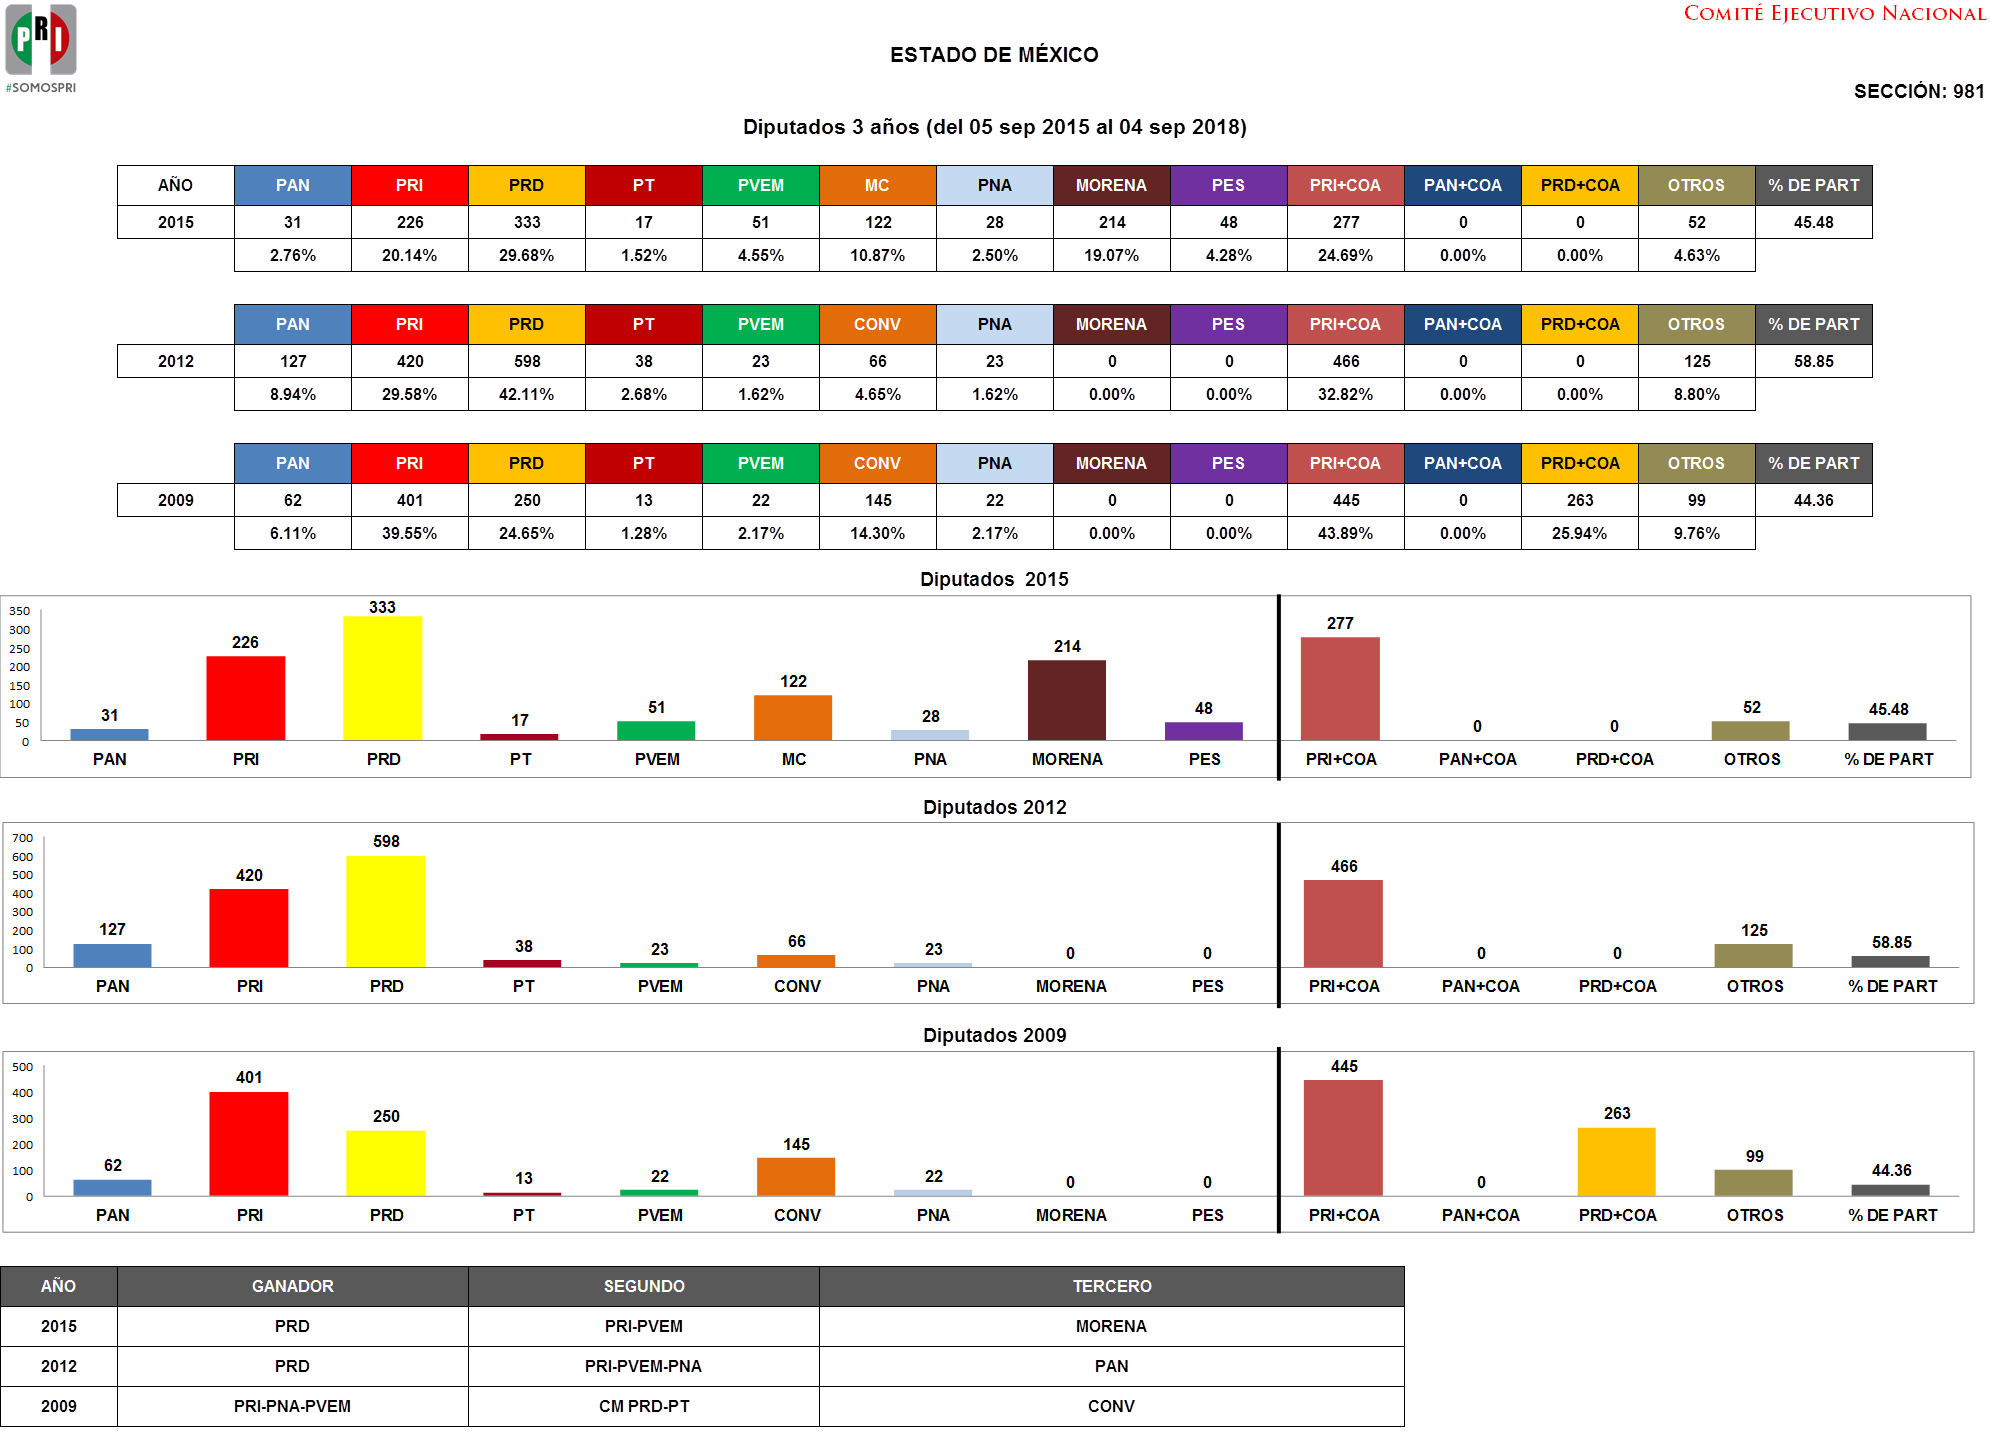 PRI
#SOMOSPRI
COMITÉ EJECUTIVO NACIONAL
ESTADO DE MÉXICO
SECCIÓN: 981
Diputados 3 años (del 05 sep 2015 al 04 sep 2018)
AÑO PAN PRI PRD PT PVEM MC PNA MORENA PES PRI+COA PAN+COA PRD+COA OTROS % DE PART
2015 31 226 333 17 51 122 28 214 48 277 0 0 52 45.48
2.76% 20.14% 29.68% 1.52% 4.55% 10.87% 2.50% 19.07% 4.28% 24.69% 0.00% 0.00% 4.63%
PAN PRI PRD PT PVEM CONV PNA MORENA PES PRI+COA PAN+COA PRD+COA OTROS % DE PART
2012 127 420 598 38 23 66 23 0 0 466 0 0 125 58.85
8.94% 29.58% 42.11% 2.68% 1.62% 4.65% 1.62% 0.00% 0.00% 32.82% 0.00% 0.00% 8.80%
PAN PRI PRD PT PVEM CONV PNA MORENA PES PRI+COA PAN+COA PRD+COA OTROS % DE PART
2009 62 401 250 13 22 145 22 0 0 445 0 263 99 44.36
6.11% 39.55% 24.65% 1.28% 2.17% 14.30% 2.17% 0.00% 0.00% 43.89% 0.00% 25.94% 9.76%
Diputados 2015
350
300
250
200
150
100
50
0
31 226 333 17 51 122 28 214 48 277 0 0 52 45.48
PAN PRI PRD PT PVEM MC PNA MORENA PES PRI+COA PAN+COA PRD+COA OTROS % DE PART
Diputados 2012
700
600
500
400
300
200
100
0
127 420 598 38 23 66 23 0 0 466 0 0 125 58.85
PAN PRI PRD PT PVEM CONV PNA MORENA PES PRI+COA PAN+COA PRD+COA OTROS % DE PART
Diputados 2009
500
400
300
200
100
0
62 401 250 13 22 145 22 0 0 445 0 263 99 44.36
PAN PRI PRD PT PVEM CONV PNA MORENA PES PRI+COA PAN+COA PRD+COA OTROS % DE PART
AÑO GANADOR SEGUNDO TERCERO
2015 PRD PRI-PVEM MORENA
2012 PRD PRI-PVEM-PNA PAN
2009 PRI-PNA-PVEM CM PRD-PT CONV